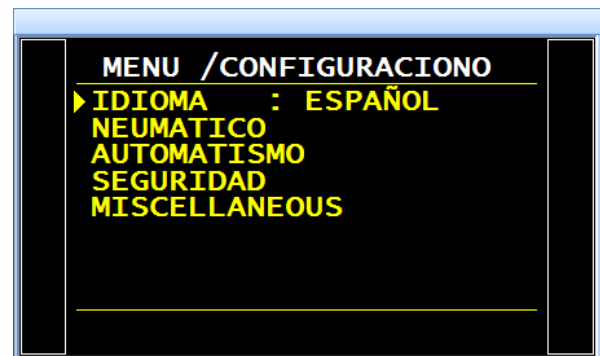 MENU /CONFIGURACIONO
IDIOMA : ESPAÑOL
NEUMATICO
AUTOMATISMO
SEGURIDAD
MISCELLANEOUS